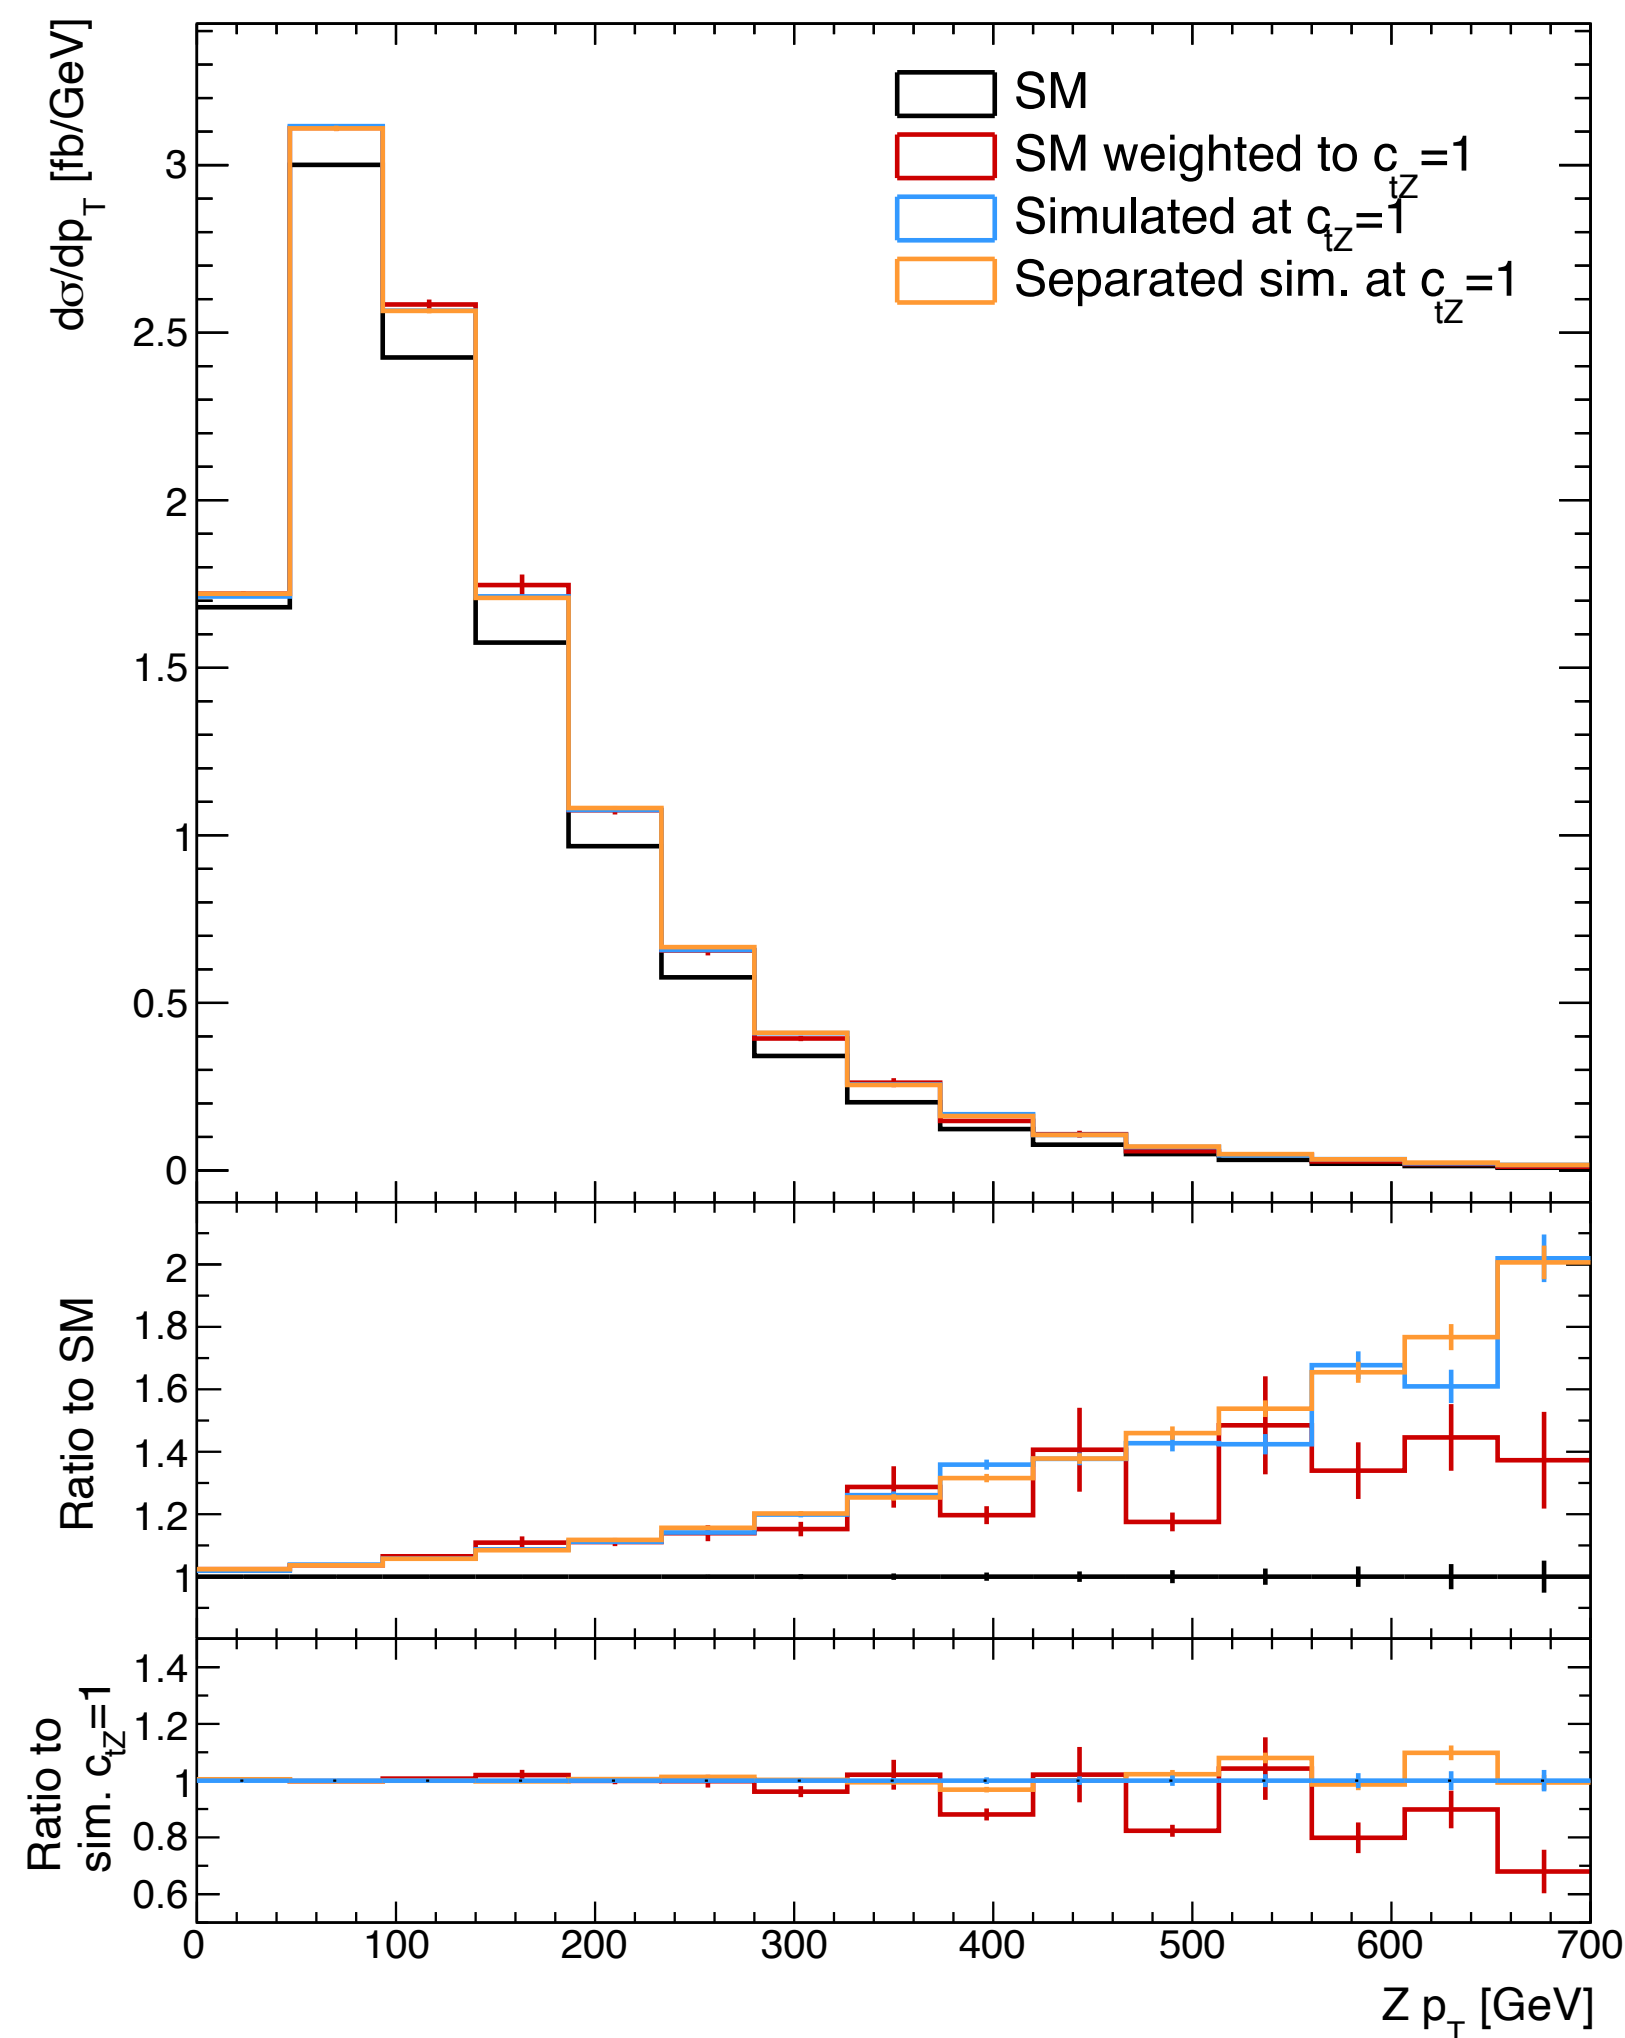 dσ/dp_T [fb/GeV]
SM
SM weighted to c_tZ=1
Simulated at c_tZ=1
Separated sim. at c_tZ=1
3
2.5
2
1.5
1
0.5
0
Ratio to SM
2
1.8
1.6
1.4
1.2
1
Ratio to
sim. c_tZ=1
1.4
1.2
1
0.8
0.6
0 100 200 300 400 500 600 700
Z p_T [GeV]